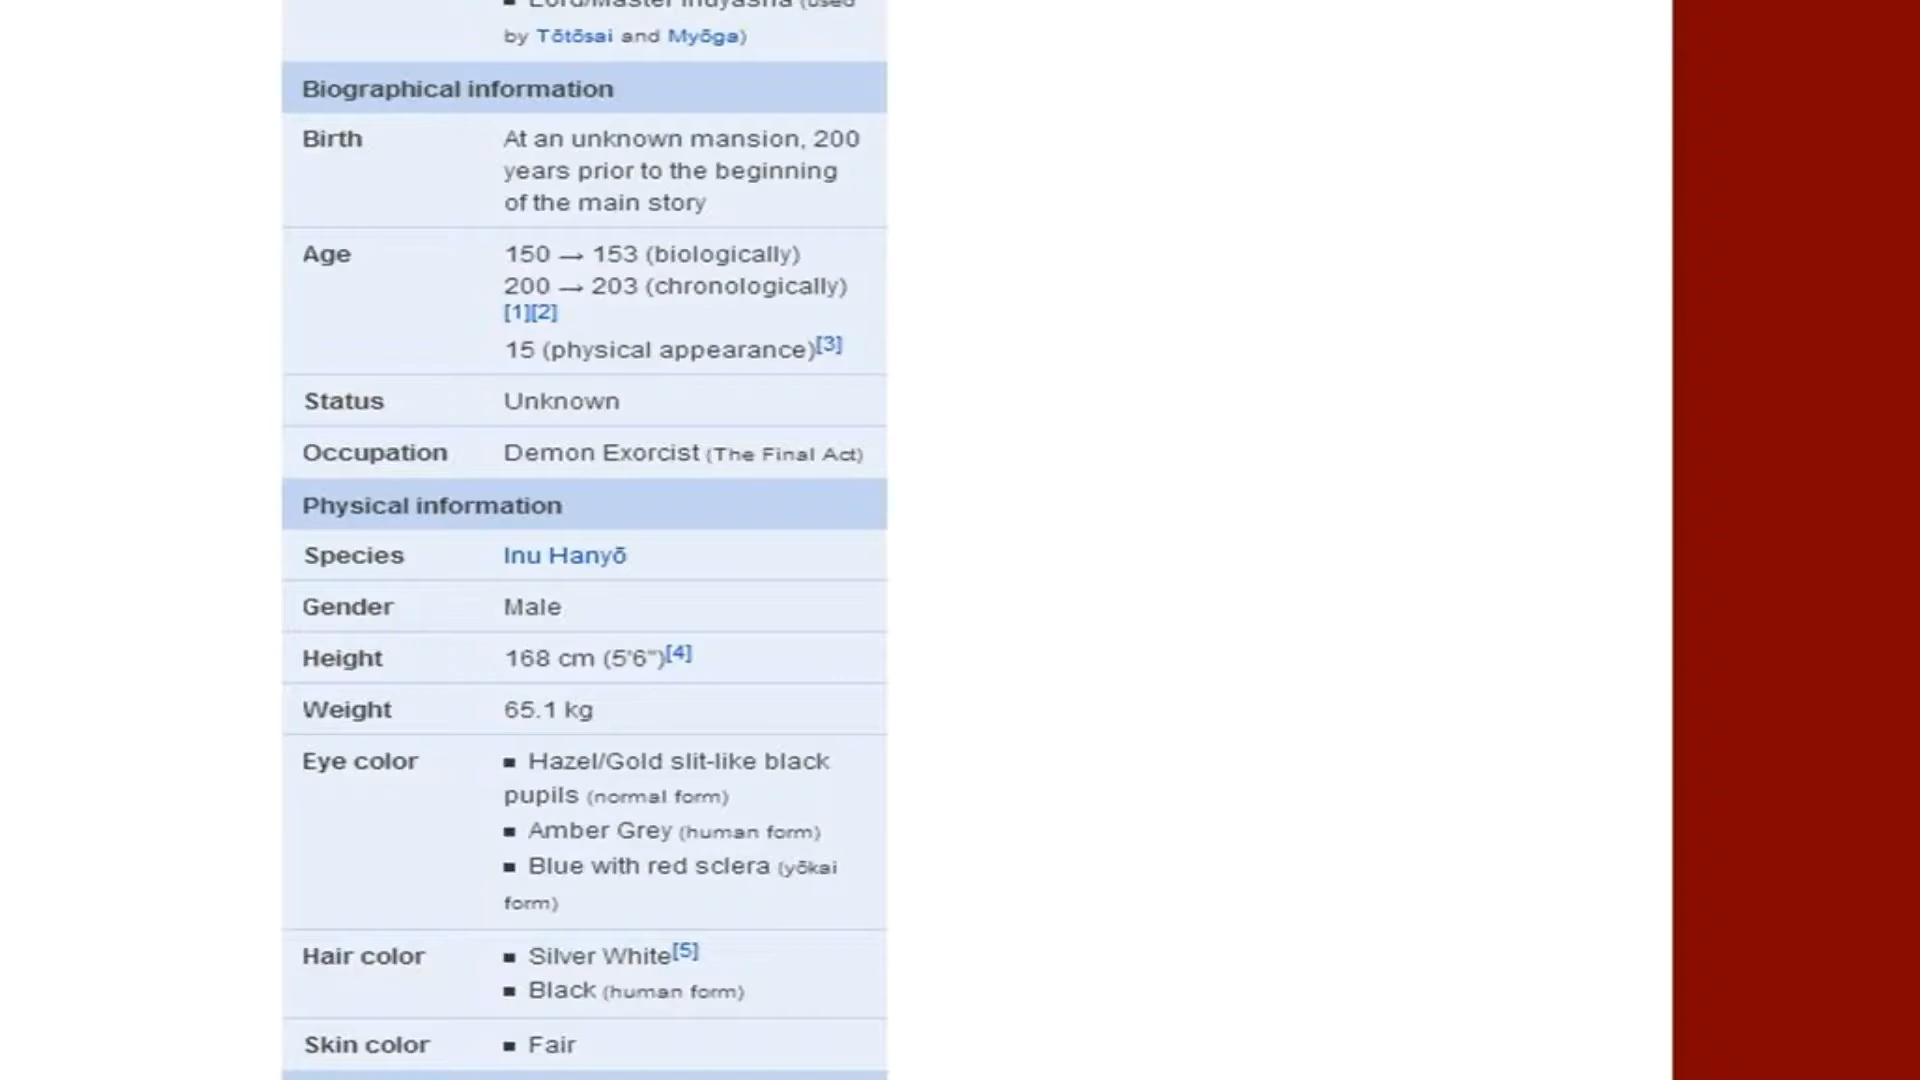 Lord/Master Inuyasha (used
by Tōtōsai and Myōga)
Biographical information
Birth At an unknown mansion, 200
years prior to the beginning
of the main story
Age 150 → 153 (biologically)
200 → 203 (chronologically)
[1][2]
15 (physical appearance)[3]
Status Unknown
Occupation Demon Exorcist (The Final Act)
Physical information
Species Inu Hanyō
Gender Male
Height 168 cm (5'6")[4]
Weight 65.1 kg
Eye color ▪ Hazel/Gold slit-like black
pupils (normal form)
▪ Amber Grey (human form)
▪ Blue with red sclera (yōkai
form)
Hair color ▪ Silver White[5]
▪ Black (human form)
Skin color ▪ Fair